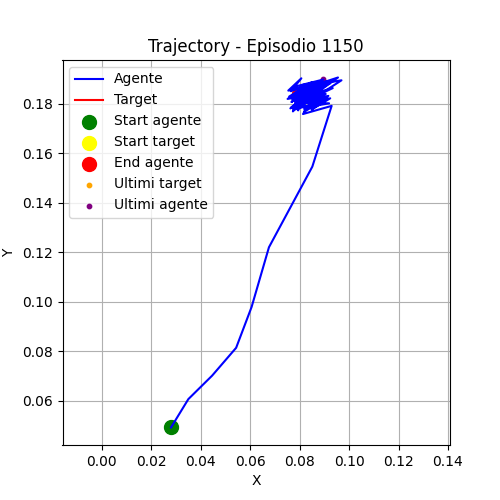 Trajectory - Episodio 1150
Agente
Target
Start agente
Start target
End agente
Ultimi target
Ultimi agente
0.18
0.16
0.14
0.12
0.10
0.08
0.06
Y
0.00 0.02 0.04 0.06 0.08 0.10 0.12 0.14
X